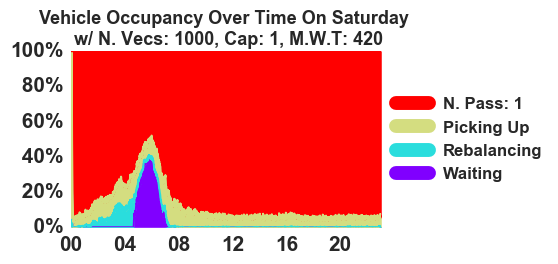 Vehicle Occupancy Over Time On Saturday
w/ N. Vecs: 1000, Cap: 1, M.W.T: 420
100%
80%
60%
40%
20%
0%
00 04 08 12 16 20
N. Pass: 1
Picking Up
Rebalancing
Waiting